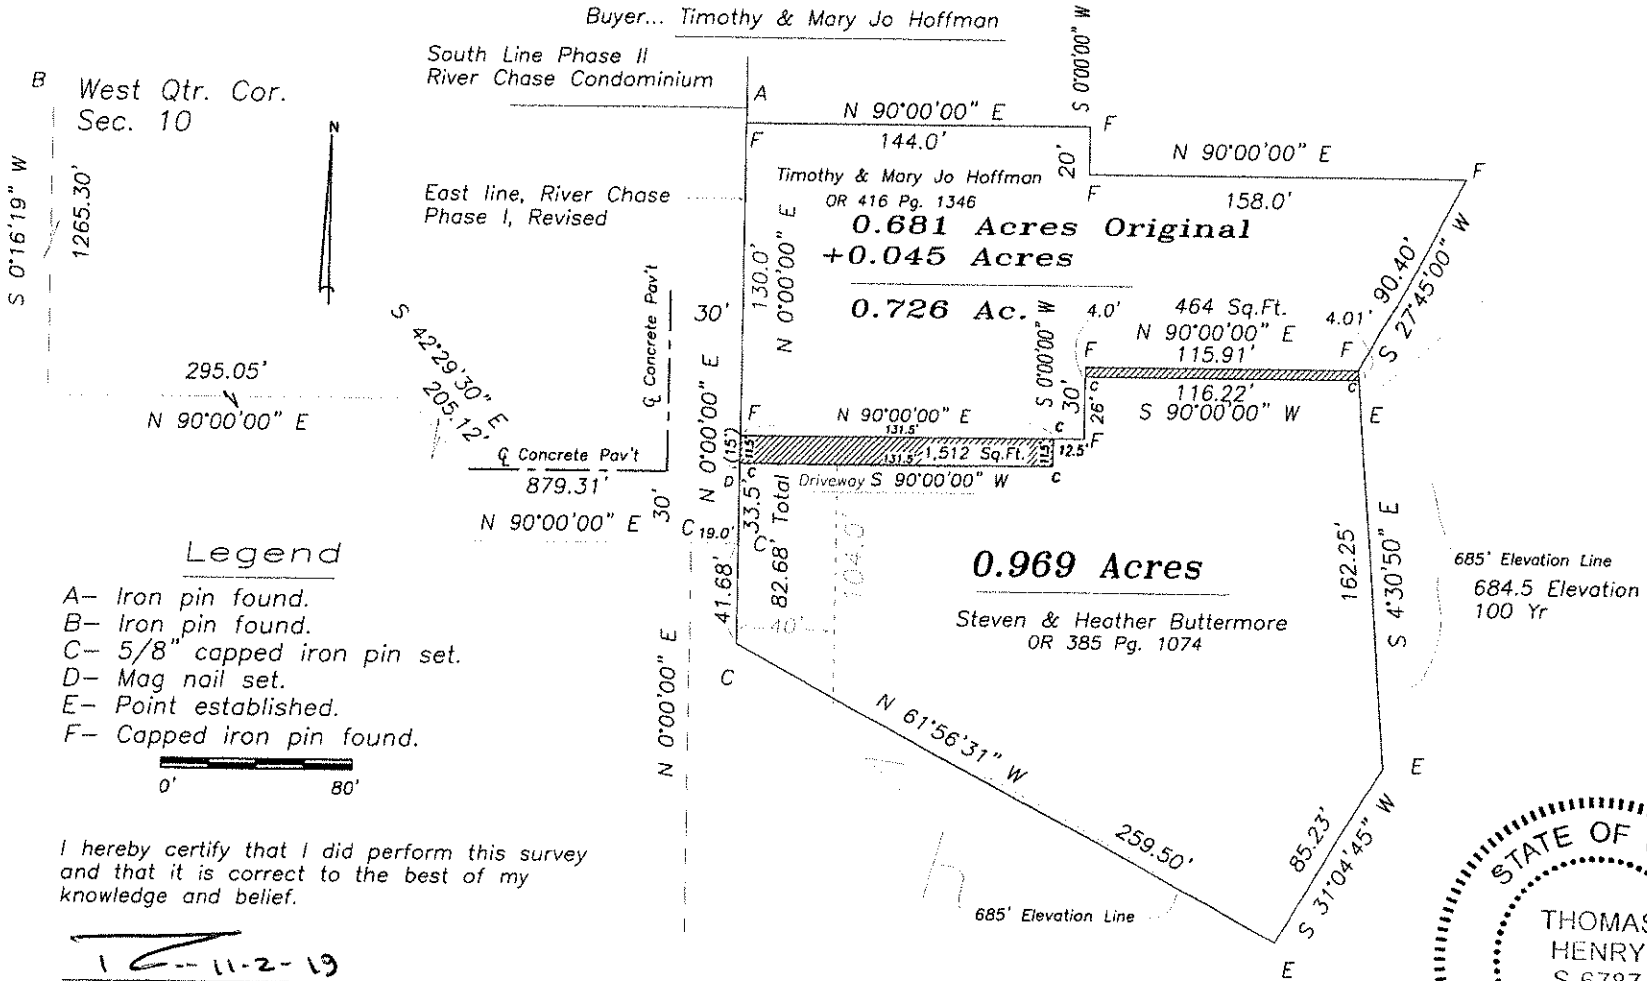 Buyer... Timothy & Mary Jo Hoffman
South Line Phase II
River Chase Condominium
B
West Qtr. Cor.
Sec. 10
N
S 0°16'19" W
1265.30'
295.05'
N 90°00'00" E
East line, River Chase
Phase I, Revised
S 42°29'30" E
205.12'
℄ Concrete Pav't
℄ Concrete Pav't
879.31'
N 90°00'00" E
30'
30'
A
F
N 90°00'00" E
144.0'
S 0°00'00" W
20'
F
F
N 90°00'00" E
158.0'
F
Timothy & Mary Jo Hoffman
OR 416 Pg. 1346
0.681 Acres Original
+0.045 Acres
0.726 Ac.
130.0'
N 0°00'00" E
N 0°00'00" E
90.40'
S 27°45'00" W
4.0'
464 Sq.Ft.
4.01'
N 90°00'00" E
F
115.91'
F
C
116.22'
C
S 90°00'00" W
E
S 0°00'00" W
30'
26'
F
N 90°00'00" E
131.5'
C
F
12.5'
(15')
11.5'
131.5'
1,512 Sq.Ft.
11.5'
D
C
Driveway S 90°00'00" W
C
C 19.0'
33.5'
C
82.68' Total
104.0'
41.68'
40'
C
N 0°00'00" E
0.969 Acres
Steven & Heather Buttermore
OR 385 Pg. 1074
162.25'
S 4°30'50" E
685' Elevation Line
684.5 Elevation
100 Yr
E
N 61°56'31" W
259.50'
85.23'
S 31°04'45" W
E
685' Elevation Line
Legend
A- Iron pin found.
B- Iron pin found.
C- 5/8" capped iron pin set.
D- Mag nail set.
E- Point established.
F- Capped iron pin found.
0' 80'
I hereby certify that I did perform this survey
and that it is correct to the best of my
knowledge and belief.
11-2-19
STATE OF
THOMAS
HENRY
S-6787